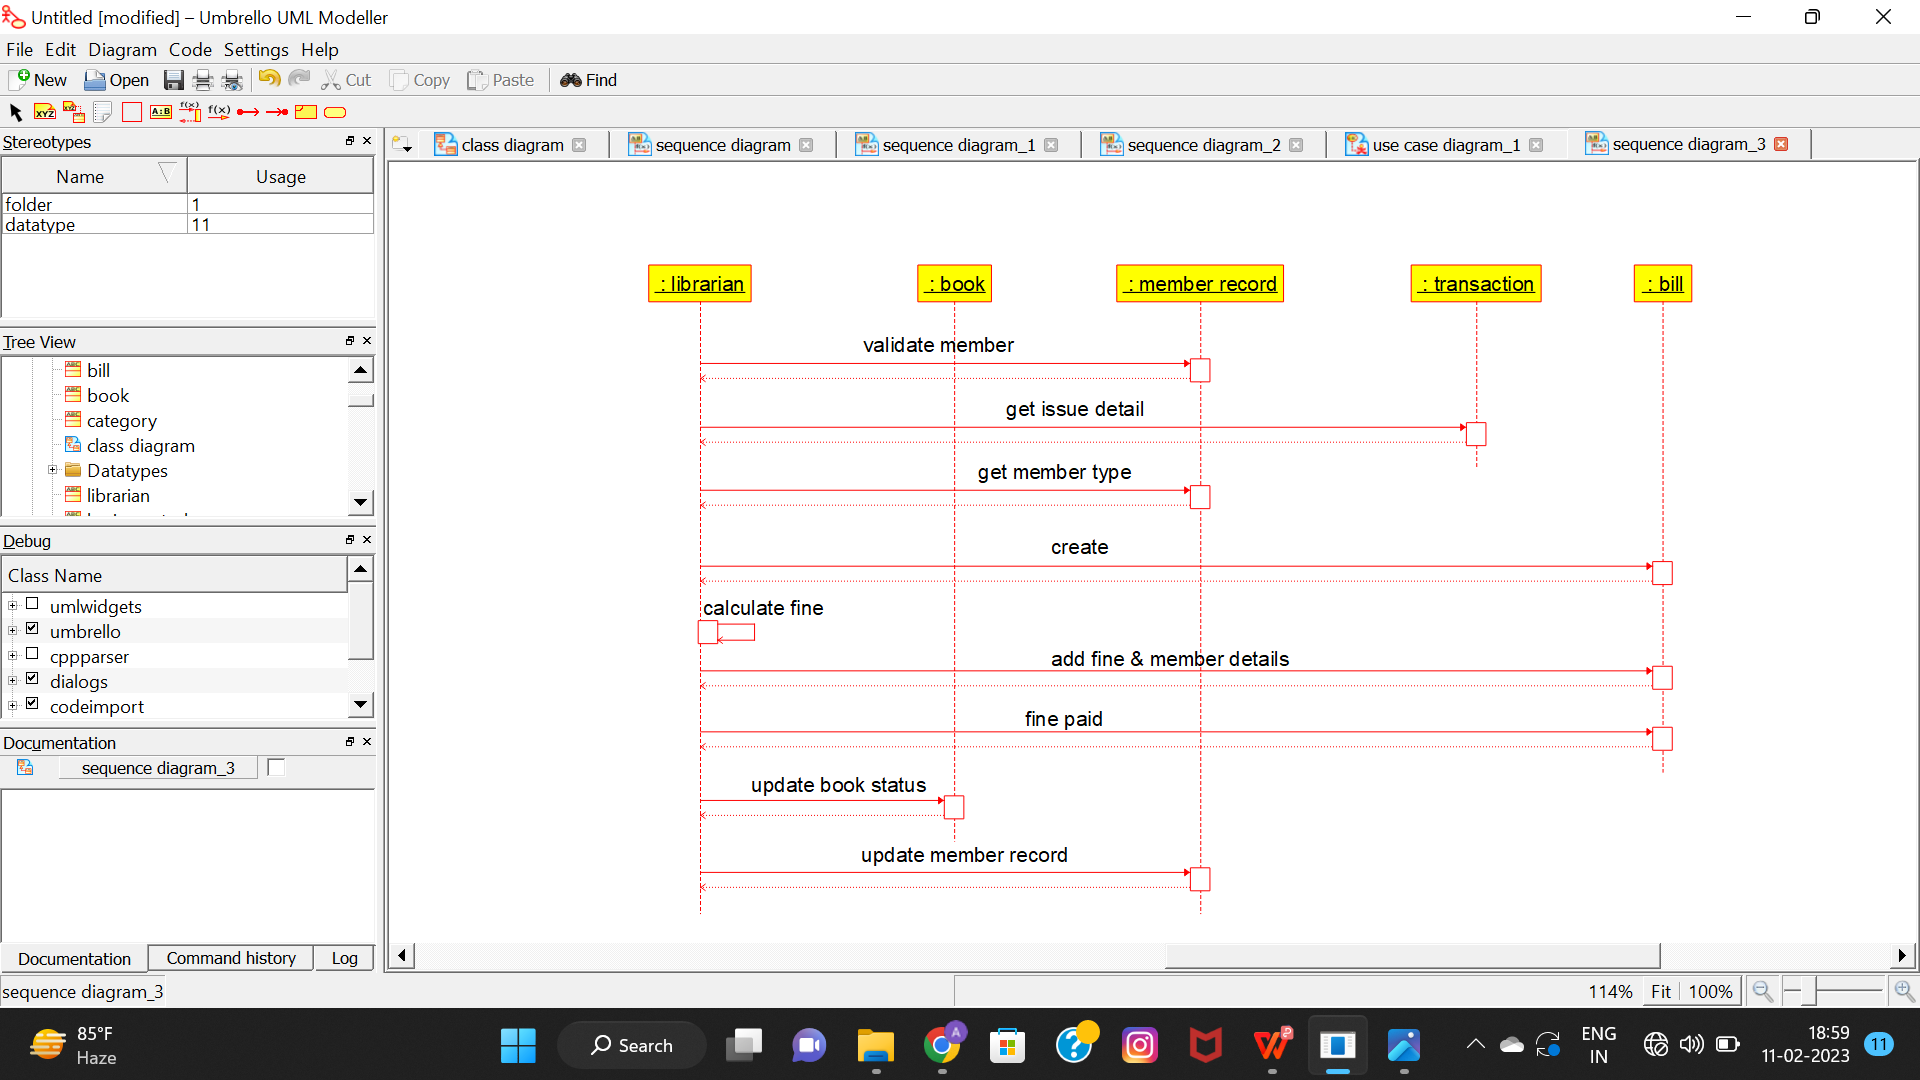 Untitled [modified] – Umbrello UML Modeller
File Edit Diagram Code Settings Help
New Open Cut Copy Paste Find
XYZ XYZ A:B f(x) f(x)
Stereotypes
Name Usage
folder 1
datatype 11
Tree View
bill
book
category
class diagram
Datatypes
librarian
Debug
Class Name
umlwidgets
umbrello
cppparser
dialogs
codeimport
Documentation
sequence diagram_3
Documentation Command history Log
class diagram sequence diagram sequence diagram_1 sequence diagram_2 use case diagram_1 sequence diagram_3
: librarian : book : member record : transaction : bill
validate member
get issue detail
get member type
create
calculate fine
add fine & member details
fine paid
update book status
update member record
sequence diagram_3 114% Fit 100%
85°F
Haze
Search
A
ENG
IN
18:59
11-02-2023
11